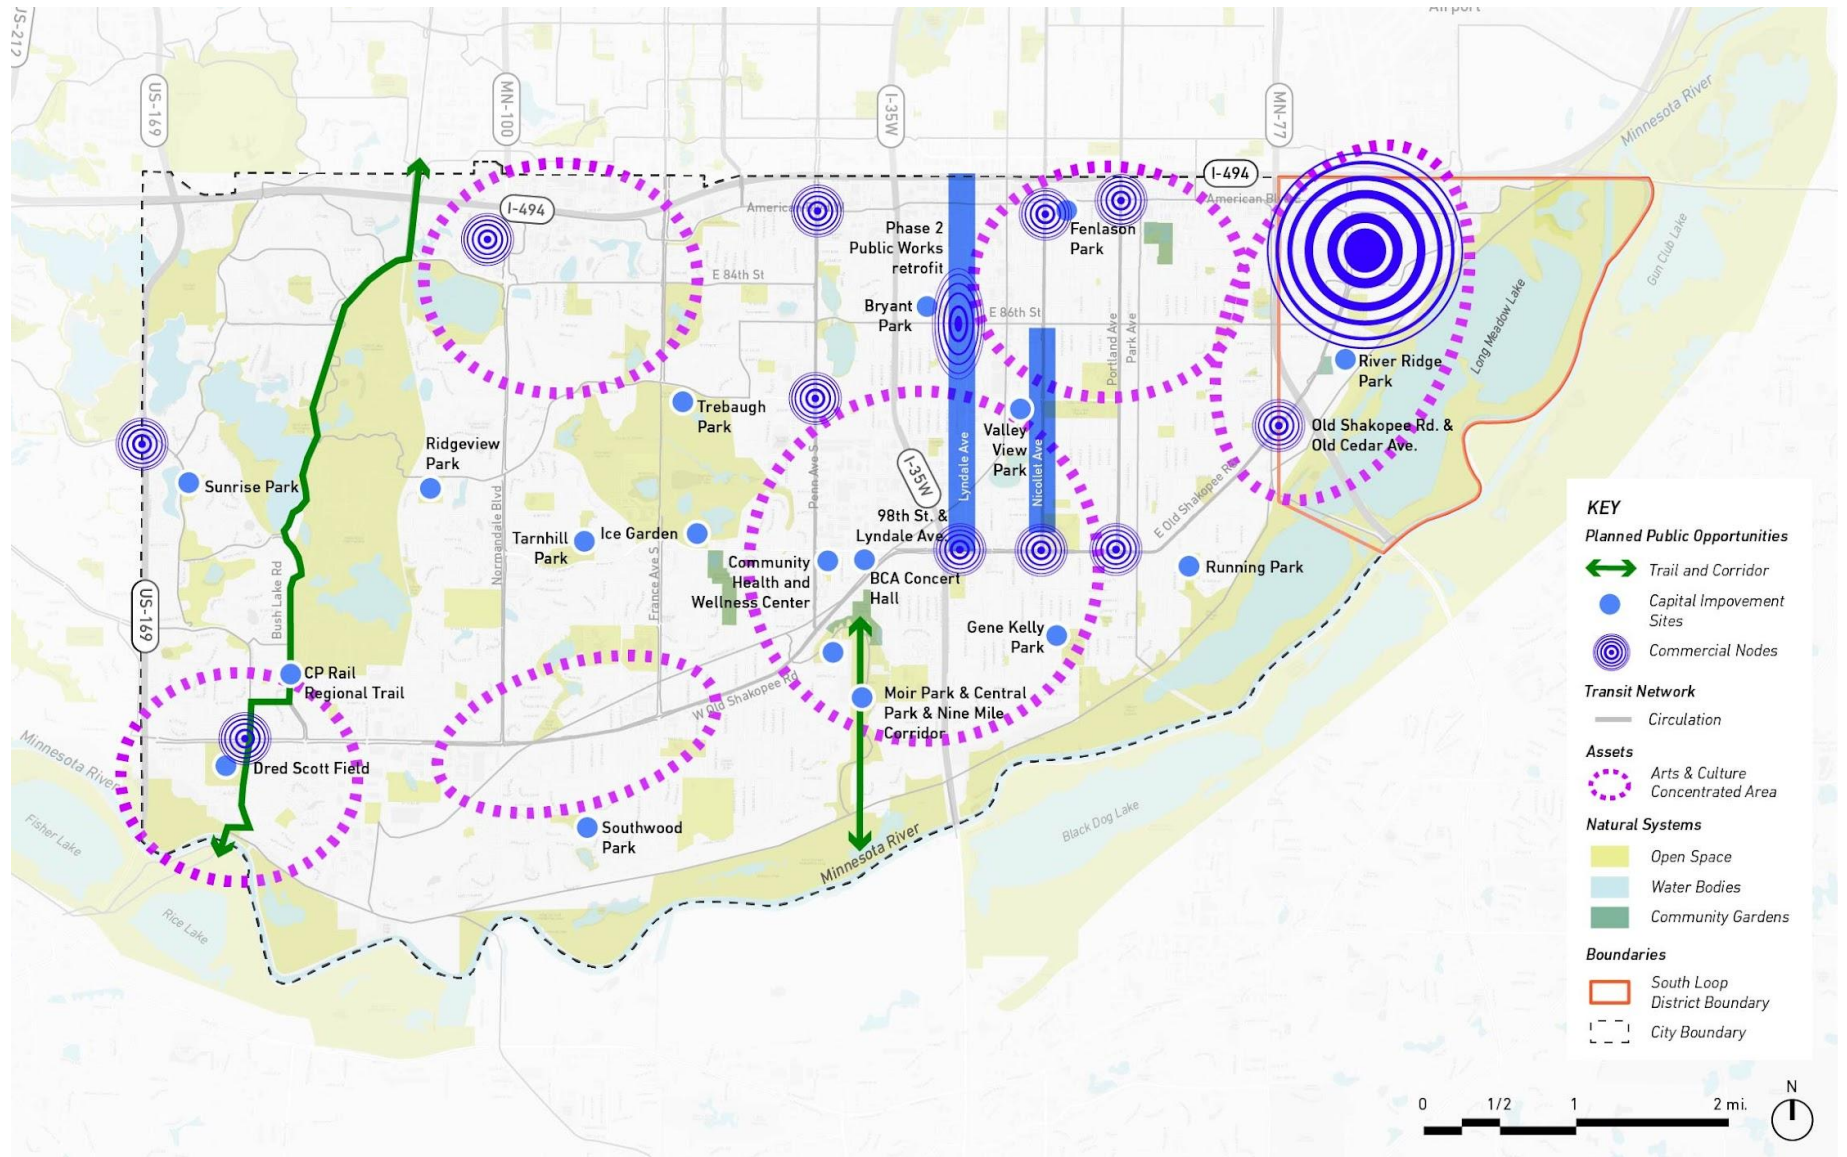 Airport
US-212
US-169
MN-100
I-35W
MN-77
Minnesota River
I-494
I-494
American Bl
Phase 2
Public Works
retrofit
Fenlason
Park
E 84th St
Bryant
Park
E 86th St
Portland Ave
Park Ave
Gun Club Lake
Long Meadow Lake
River Ridge
Park
Trebaugh
Park
Ridgeview
Park
Valley
View
Park
Old Shakopee Rd. &
Old Cedar Ave.
Sunrise Park
Normandale Blvd
Penn Ave S
I-35W
Lyndale Ave
Nicollet Ave
E Old Shakopee Rd
98th St. &
Lyndale Ave.
Tarnhill
Park
Ice Garden
Community
Health and
Wellness Center
BCA Concert
Hall
Running Park
US-169
Bush Lake Rd
France Ave S
Gene Kelly
Park
CP Rail
Regional Trail
W Old Shakopee Rd
Moir Park & Central
Park & Nine Mile
Corridor
Minnesota River
Dred Scott Field
Fisher Lake
Southwood
Park
Minnesota River
Black Dog Lake
Rice Lake
KEY
Planned Public Opportunities
Trail and Corridor
Capital Impovement
Sites
Commercial Nodes
Transit Network
Circulation
Assets
Arts & Culture
Concentrated Area
Natural Systems
Open Space
Water Bodies
Community Gardens
Boundaries
South Loop
District Boundary
City Boundary
0 1/2 1 2 mi.
N